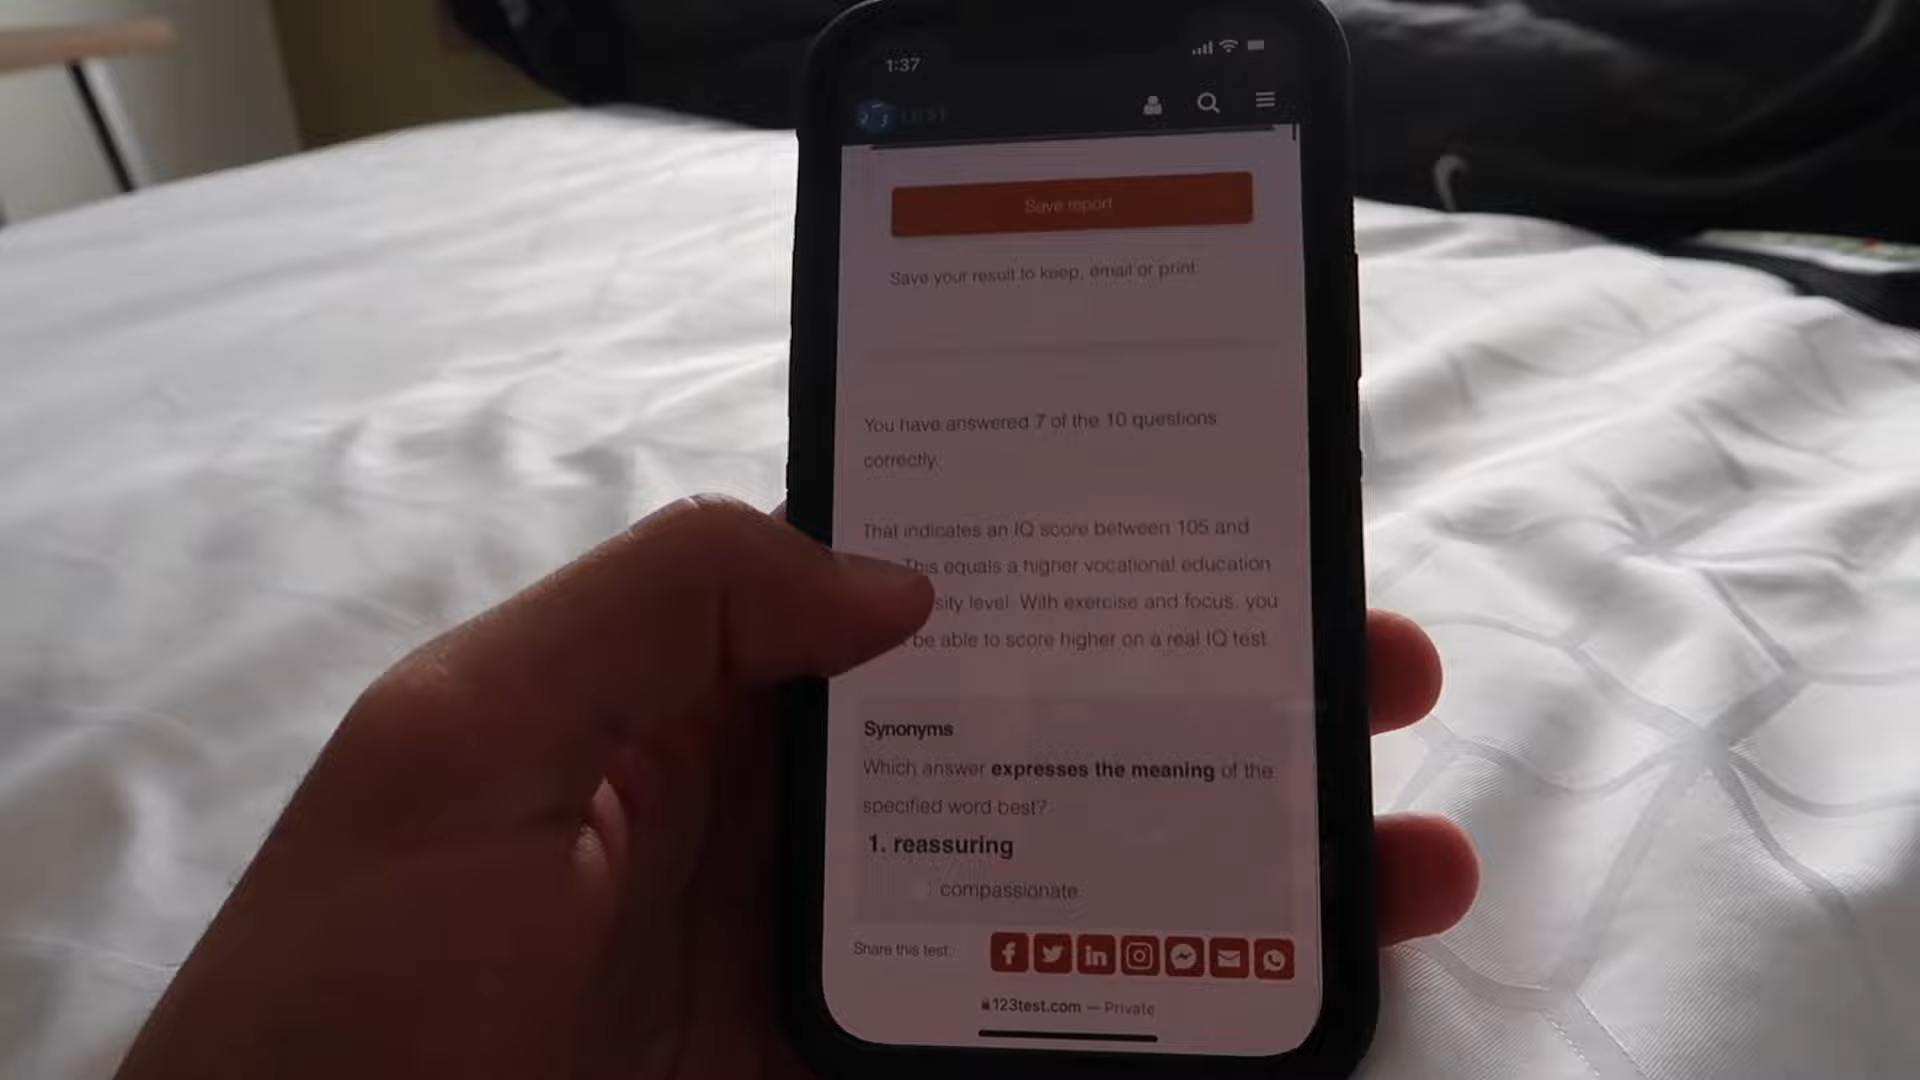 1:37
test
Save report
Save your result to keep, email or print
You have answered 7 of the 10 questions
correctly.
That indicates an IQ score between 105 and
This equals a higher vocational education
sity level. With exercise and focus, you
be able to score higher on a real IQ test.
Synonyms
Which answer expresses the meaning of the
specified word best?
1. reassuring
compassionate
Share this test:
123test.com — Private